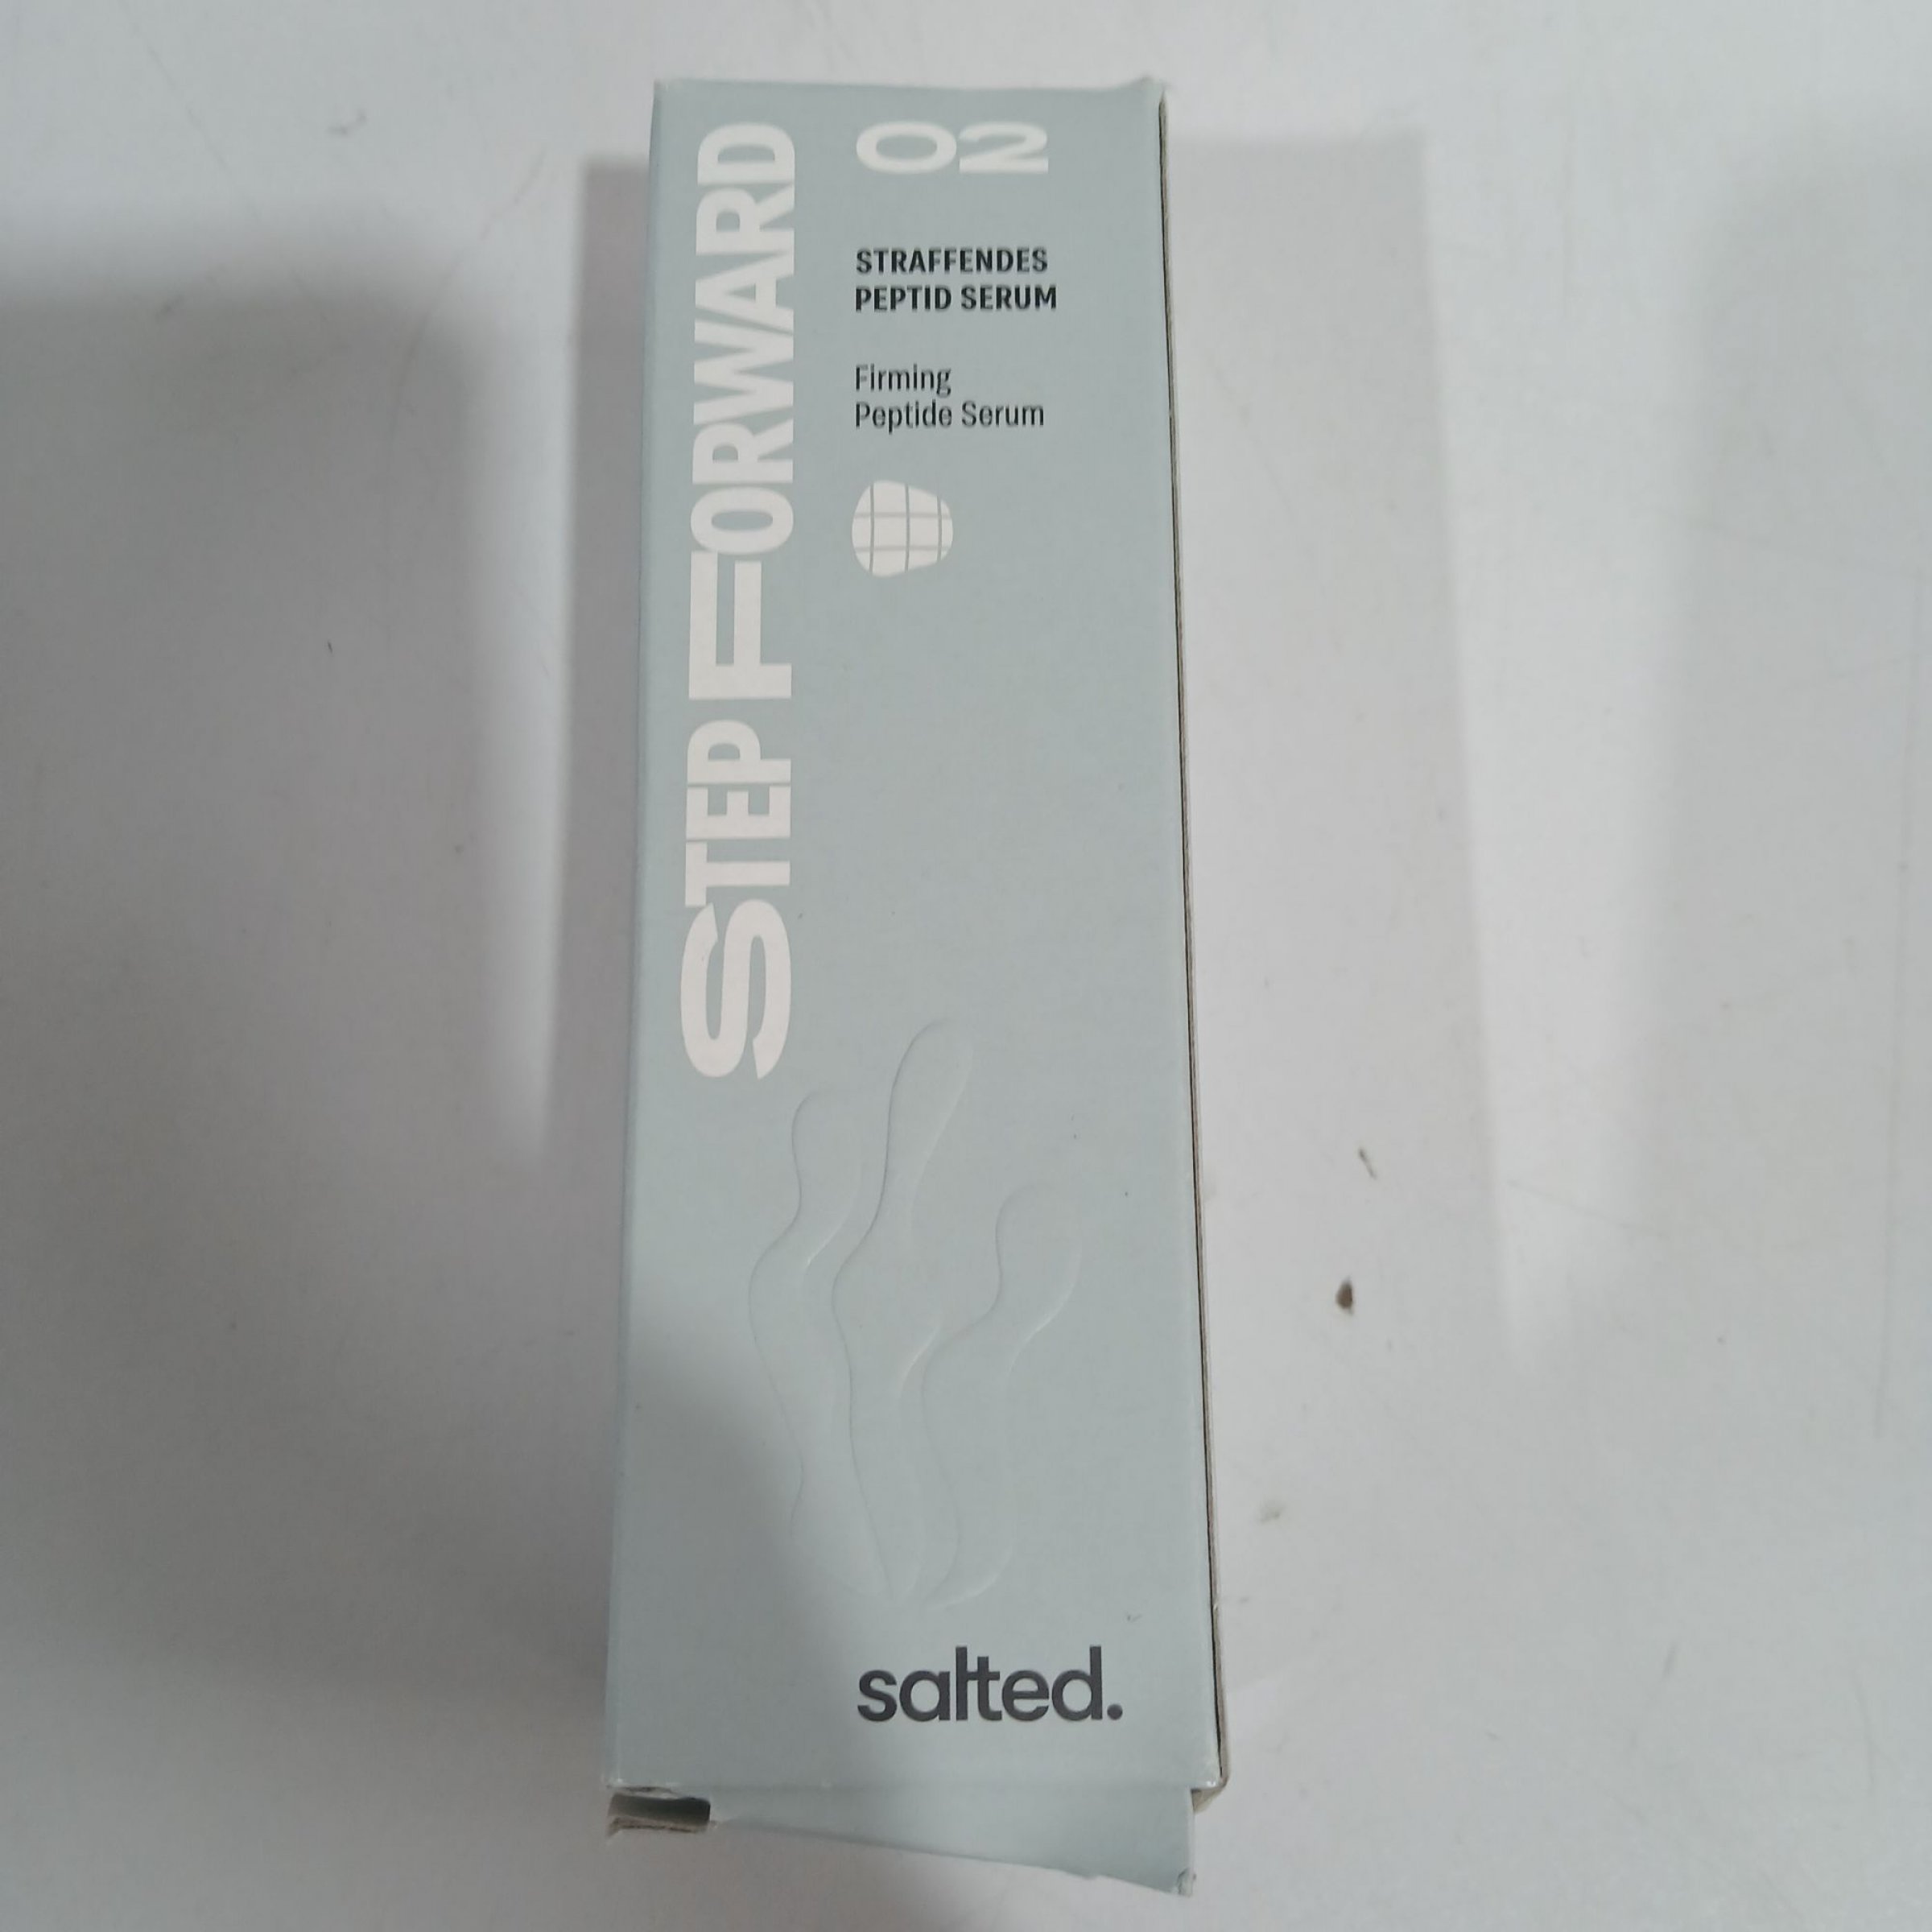 STEP FORWARD
02
STRAFFENDES
PEPTID SERUM
Firming
Peptide Serum
salted.